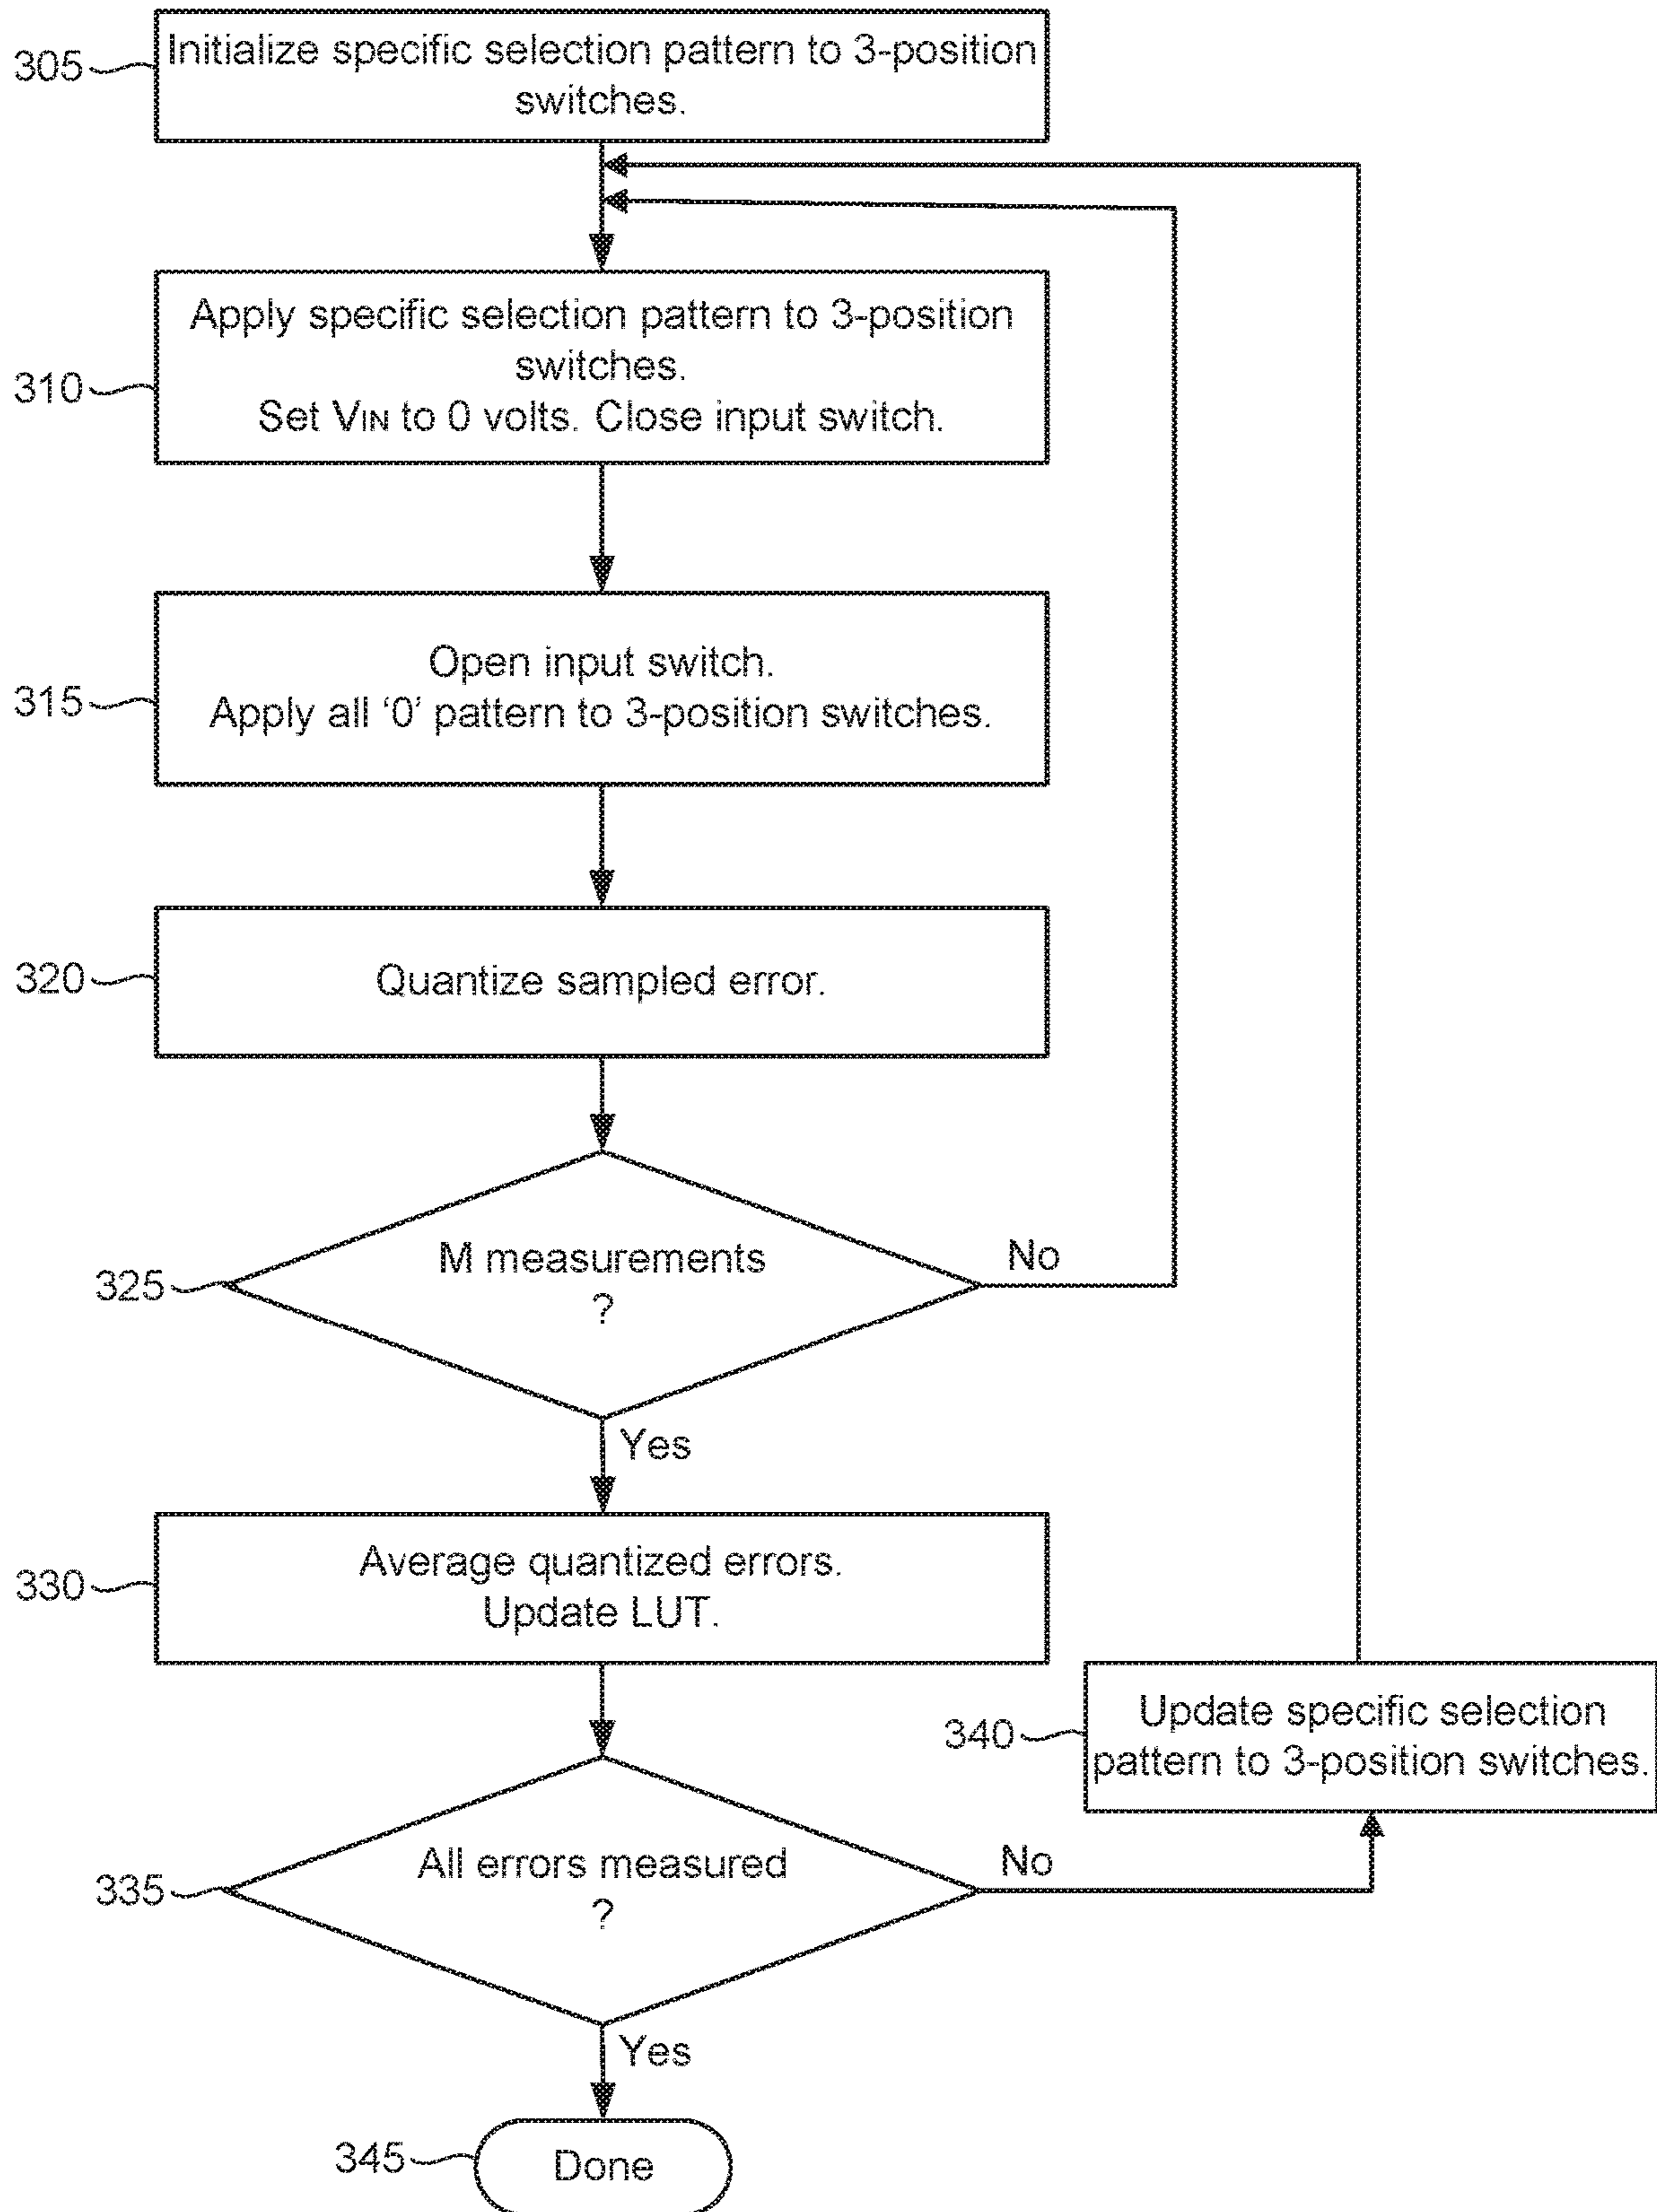 305
Initialize specific selection pattern to 3-position
switches.
310
Apply specific selection pattern to 3-position
switches.
Set VIN to 0 volts. Close input switch.
315
Open input switch.
Apply all ‘0’ pattern to 3-position switches.
320
Quantize sampled error.
325
M measurements
?
No
Yes
330
Average quantized errors.
Update LUT.
340
Update specific selection
pattern to 3-position switches.
335
All errors measured
?
No
Yes
345
Done